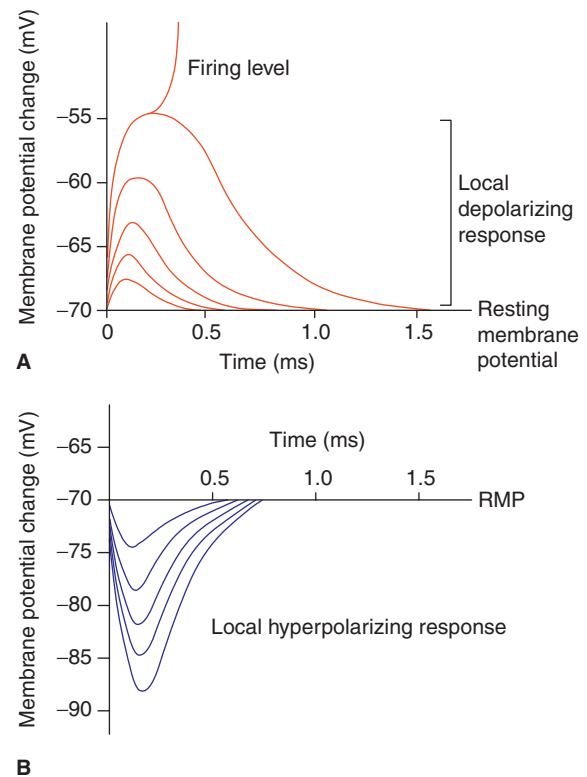 Membrane potential change (mV)
Firing level
−55
−60
−65
−70
Local
depolarizing
response
0
0.5
1.0
1.5
Resting
membrane
potential
Time (ms)
A
Membrane potential change (mV)
Time (ms)
−65
0.5
1.0
1.5
−70
RMP
−75
−80
−85
−90
Local hyperpolarizing response
B